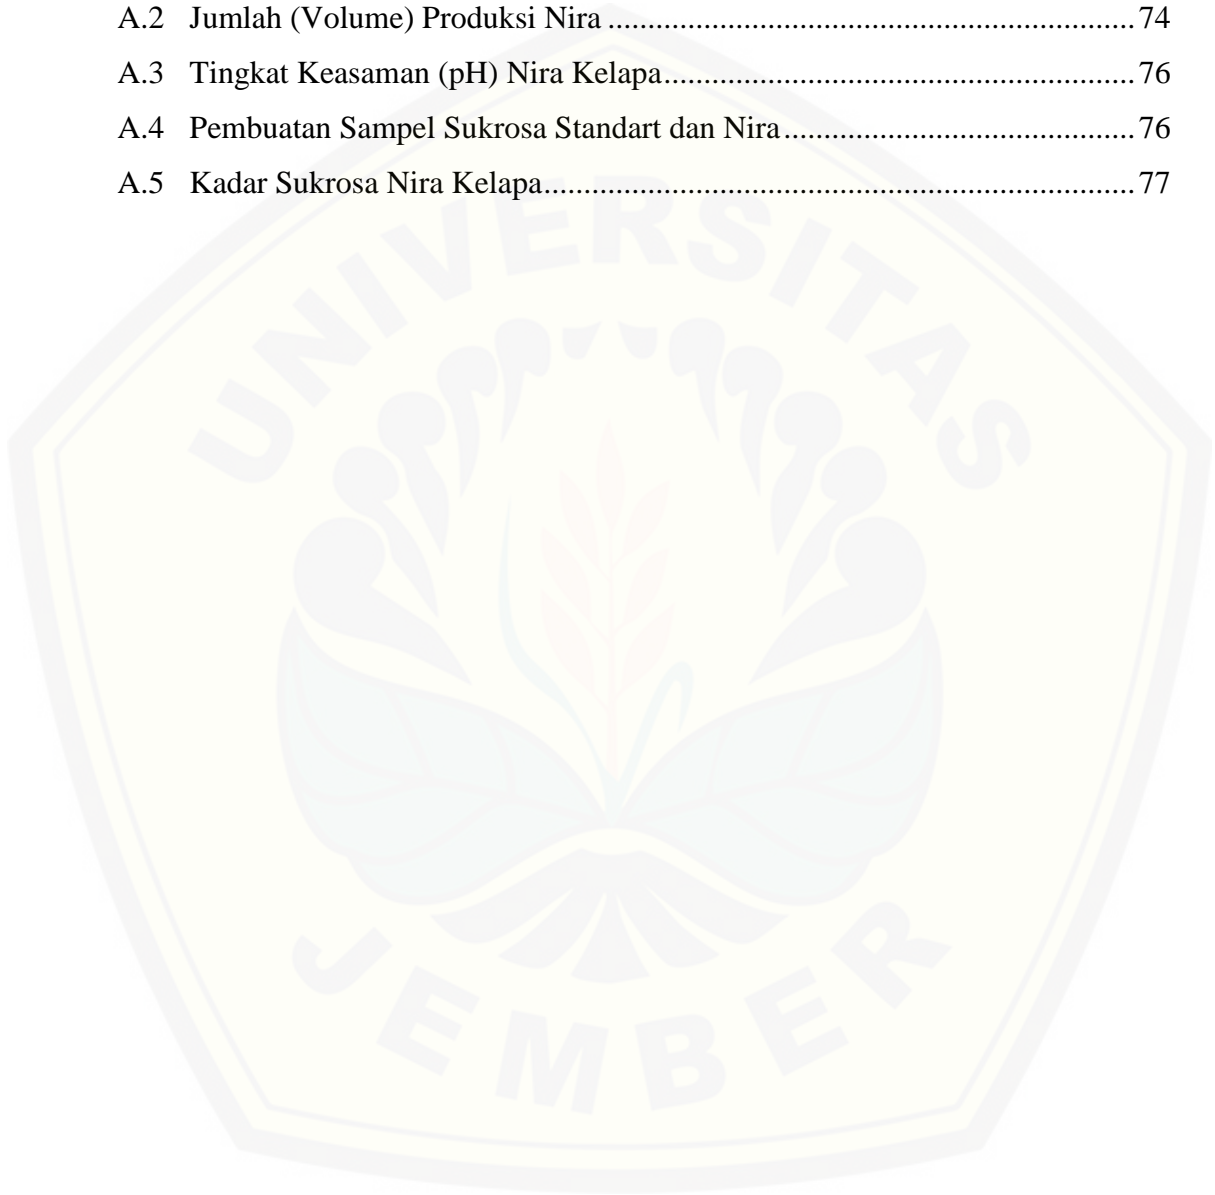 A.2 Jumlah (Volume) Produksi Nira ........................................................................ 74
A.3 Tingkat Keasaman (pH) Nira Kelapa ................................................................ 76
A.4 Pembuatan Sampel Sukrosa Standart dan Nira ................................................ 76
A.5 Kadar Sukrosa Nira Kelapa ................................................................................ 77
UNIVERSITAS
JEMBER